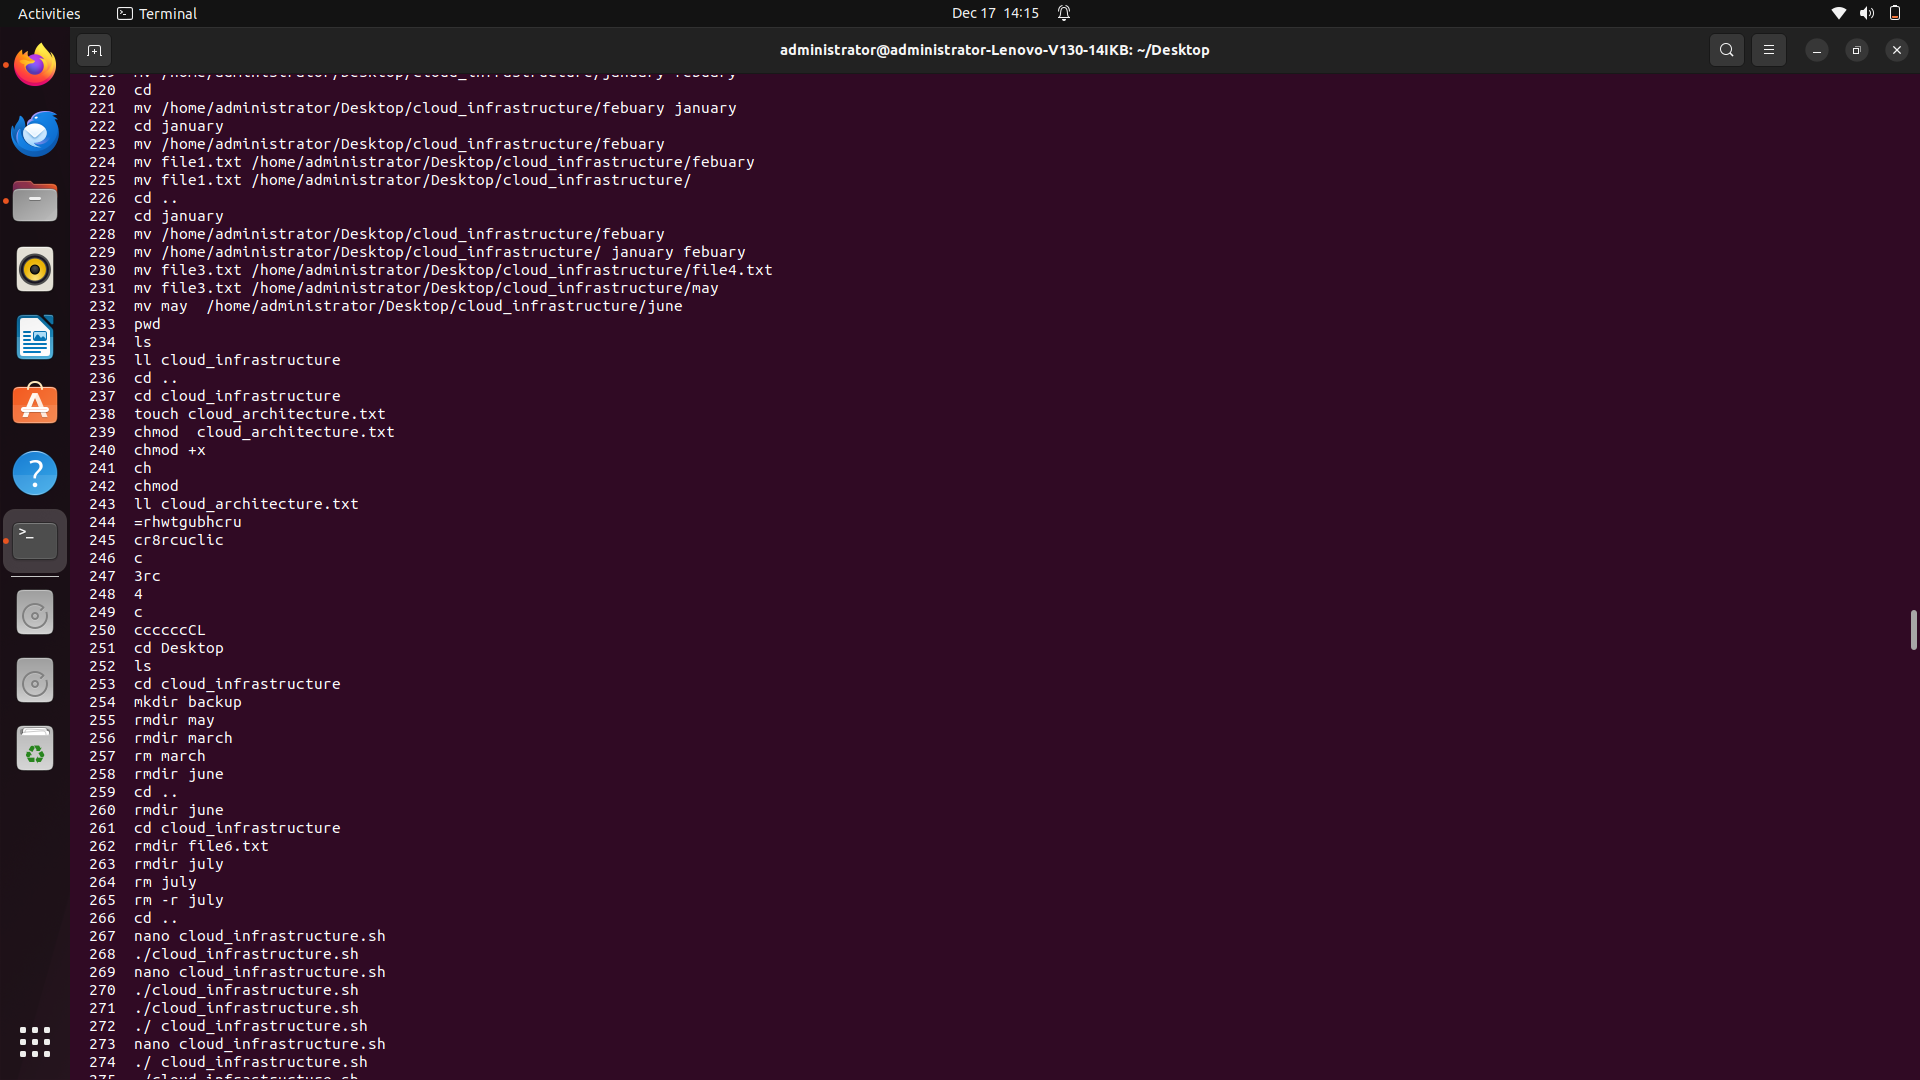 Activities
Terminal
Dec 17 14:15
administrator@administrator-Lenovo-V130-14IKB: ~/Desktop
219 mv /home/administrator/Desktop/cloud_infrastructure/january febuary
220 cd
221 mv /home/administrator/Desktop/cloud_infrastructure/febuary january
222 cd january
223 mv /home/administrator/Desktop/cloud_infrastructure/febuary
224 mv file1.txt /home/administrator/Desktop/cloud_infrastructure/febuary
225 mv file1.txt /home/administrator/Desktop/cloud_infrastructure/
226 cd ..
227 cd january
228 mv /home/administrator/Desktop/cloud_infrastructure/febuary
229 mv /home/administrator/Desktop/cloud_infrastructure/ january febuary
230 mv file3.txt /home/administrator/Desktop/cloud_infrastructure/file4.txt
231 mv file3.txt /home/administrator/Desktop/cloud_infrastructure/may
232 mv may  /home/administrator/Desktop/cloud_infrastructure/june
233 pwd
234 ls
235 ll cloud_infrastructure
236 cd ..
237 cd cloud_infrastructure
238 touch cloud_architecture.txt
239 chmod  cloud_architecture.txt
240 chmod +x
241 ch
242 chmod
243 ll cloud_architecture.txt
244 =rhwtgubhcru
245 cr8rcuclic
246 c
247 3rc
248 4
249 c
250 ccccccCL
251 cd Desktop
252 ls
253 cd cloud_infrastructure
254 mkdir backup
255 rmdir may
256 rmdir march
257 rm march
258 rmdir june
259 cd ..
260 rmdir june
261 cd cloud_infrastructure
262 rmdir file6.txt
263 rmdir july
264 rm july
265 rm -r july
266 cd ..
267 nano cloud_infrastructure.sh
268 ./cloud_infrastructure.sh
269 nano cloud_infrastructure.sh
270 ./cloud_infrastructure.sh
271 ./cloud_infrastructure.sh
272 ./ cloud_infrastructure.sh
273 nano cloud_infrastructure.sh
274 ./ cloud_infrastructure.sh
275 ./cloud_infrastructure.sh